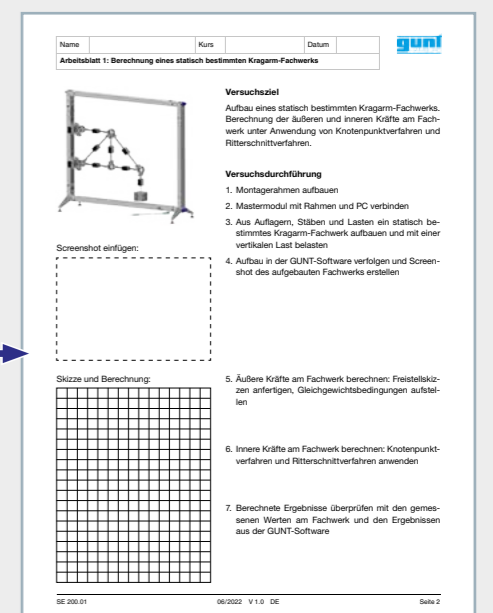 Name Kurs Datum
gunt
Arbeitsblatt 1: Berechnung eines statisch bestimmten Kragarm-Fachwerks
Versuchsziel
Aufbau eines statisch bestimmten Kragarm-Fachwerks.
Berechnung der äußeren und inneren Kräfte am Fach-
werk unter Anwendung von Knotenpunktverfahren und
Ritterschnittverfahren.
Versuchsdurchführung
1. Montagerahmen aufbauen
2. Mastermodul mit Rahmen und PC verbinden
3. Aus Auflagern, Stäben und Lasten ein statisch be-
stimmtes Kragarm-Fachwerk aufbauen und mit einer
vertikalen Last belasten
4. Aufbau in der GUNT-Software verfolgen und Screen-
shot des aufgebauten Fachwerks erstellen
Screenshot einfügen:
Skizze und Berechnung:
5. Äußere Kräfte am Fachwerk berechnen: Freistellskiz-
zen anfertigen, Gleichgewichtsbedingungen aufstel-
len
6. Innere Kräfte am Fachwerk berechnen: Knotenpunkt-
verfahren und Ritterschnittverfahren anwenden
7. Berechnete Ergebnisse überprüfen mit den gemes-
senen Werten am Fachwerk und den Ergebnissen
aus der GUNT-Software
SE 200.01 06/2022 V 1.0 DE Seite 2